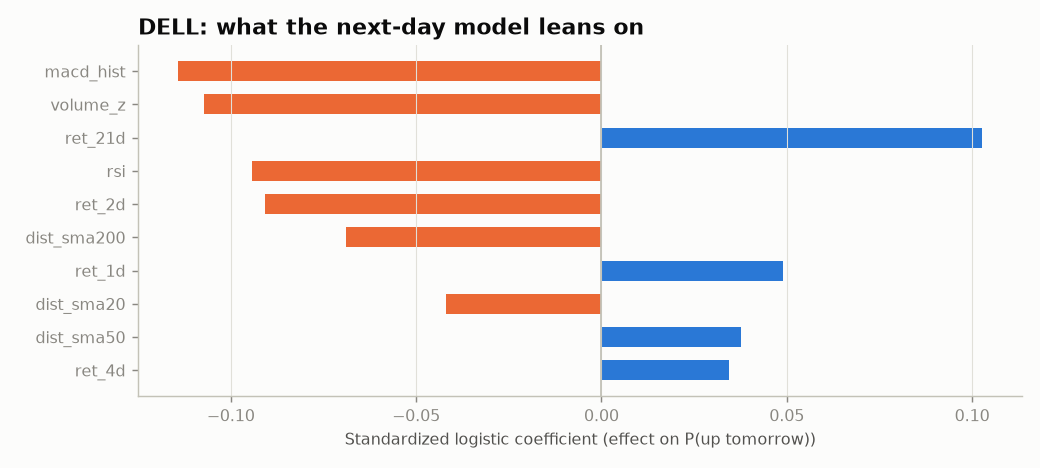 DELL: what the next-day model leans on
macd_hist
volume_z
ret_21d
rsi
ret_2d
dist_sma200
ret_1d
dist_sma20
dist_sma50
ret_4d
−0.10 −0.05 0.00 0.05 0.10
Standardized logistic coefficient (effect on P(up tomorrow))